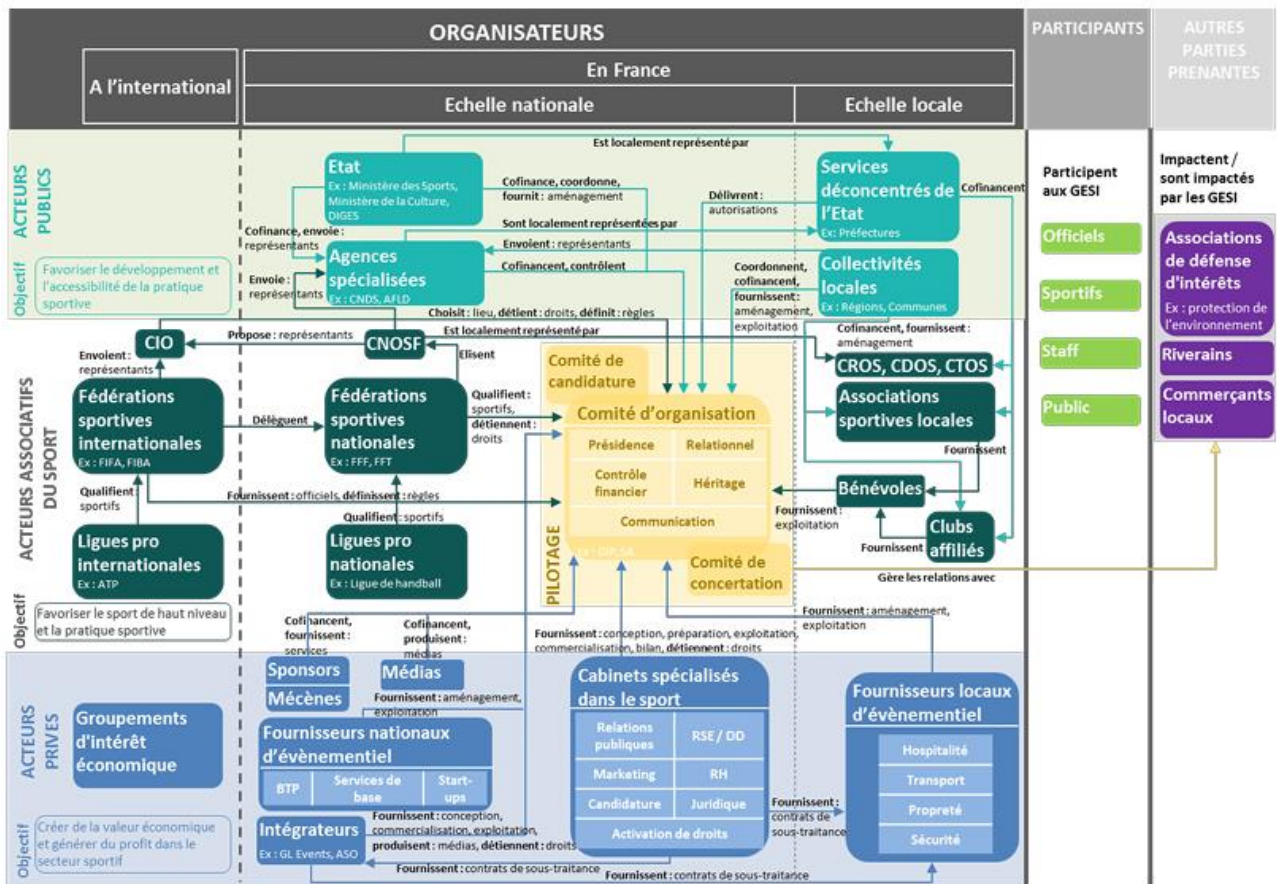 ORGANISATEURS
PARTICIPANTS
AUTRES
PARTIES
PRENANTES
A l'international
En France
Echelle nationale
Echelle locale
ACTEURS
PUBLICS
Objectif
Favoriser le développement et
l'accessibilité de la pratique
sportive
Etat
Ex : Ministère des Sports,
Ministère de la Culture,
DIGES
Est localement représenté par
Cofinance, coordonne,
fournit : aménagement
Délivrent :
autorisations
Services
déconcentrés de
l'Etat
Ex: Préfectures
Cofinancent
Cofinance, envoie :
représentants
Sont localement représentées par
Envoient : représentants
Agences
spécialisées
Ex : CNDS, AFLD
Cofinancent, contrôlent
Envoie :
représentants
Coordonnent,
cofinancent,
fournissent :
aménagement,
exploitation
Collectivités
locales
Ex : Régions, Communes
Choisit : lieu, détient : droits, définit : règles
Participent
aux GESI
Officiels
Sportifs
Staff
Public
Impactent /
sont impactés
par les GESI
Associations
de défense
d'intérêts
Ex : protection de
l'environnement
Riverains
Commerçants
locaux
ACTEURS ASSOCIATIFS
DU SPORT
Objectif
Favoriser le sport de haut niveau
et la pratique sportive
CIO
Propose : représentants
CNOSF
Est localement représenté par
Elisent
Envoient :
représentants
Fédérations
sportives
internationales
Ex : FIFA, FIBA
Délèguent
Fédérations
sportives
nationales
Ex : FFF, FFT
Qualifient :
sportifs,
détiennent :
droits
Qualifient :
sportifs
Fournissent : officiels, définissent : règles
Qualifient : sportifs
Ligues pro
internationales
Ex : ATP
Ligues pro
nationales
Ex : Ligue de handball
PILOTAGE
Comité de
candidature
Comité d'organisation
Présidence
Relationnel
Contrôle
financier
Héritage
Communication
Ex : GIP, SA
Comité de
concertation
Cofinancent, fournissent :
aménagement
CROS, CDOS, CTOS
Associations
sportives locales
Fournissent
Bénévoles
Fournissent :
exploitation
Clubs
affiliés
Fournissent
Gère les relations avec
ACTEURS
PRIVES
Objectif
Créer de la valeur économique
et générer du profit dans le
secteur sportif
Groupements
d'intérêt
économique
Cofinancent,
fournissent :
services
Cofinancent,
produisent :
médias
Sponsors
Mécènes
Médias
Fournissent : aménagement,
exploitation
Fournisseurs nationaux
d'évènementiel
BTP
Services de
base
Start-
ups
Intégrateurs
Ex : GL Events, ASO
Fournissent : conception,
commercialisation, exploitation,
produisent : médias, détiennent : droits
Fournissent : contrats de sous-traitance
Fournissent : contrats de sous-traitance
Fournissent : conception, préparation, exploitation,
commercialisation, bilan, détiennent : droits
Cabinets spécialisés
dans le sport
Relations
publiques
RSE / DD
Marketing
RH
Candidature
Juridique
Activation de droits
Fournissent :
contrats de
sous-traitance
Fournissent : aménagement,
exploitation
Fournisseurs locaux
d'évènementiel
Hospitalité
Transport
Propreté
Sécurité